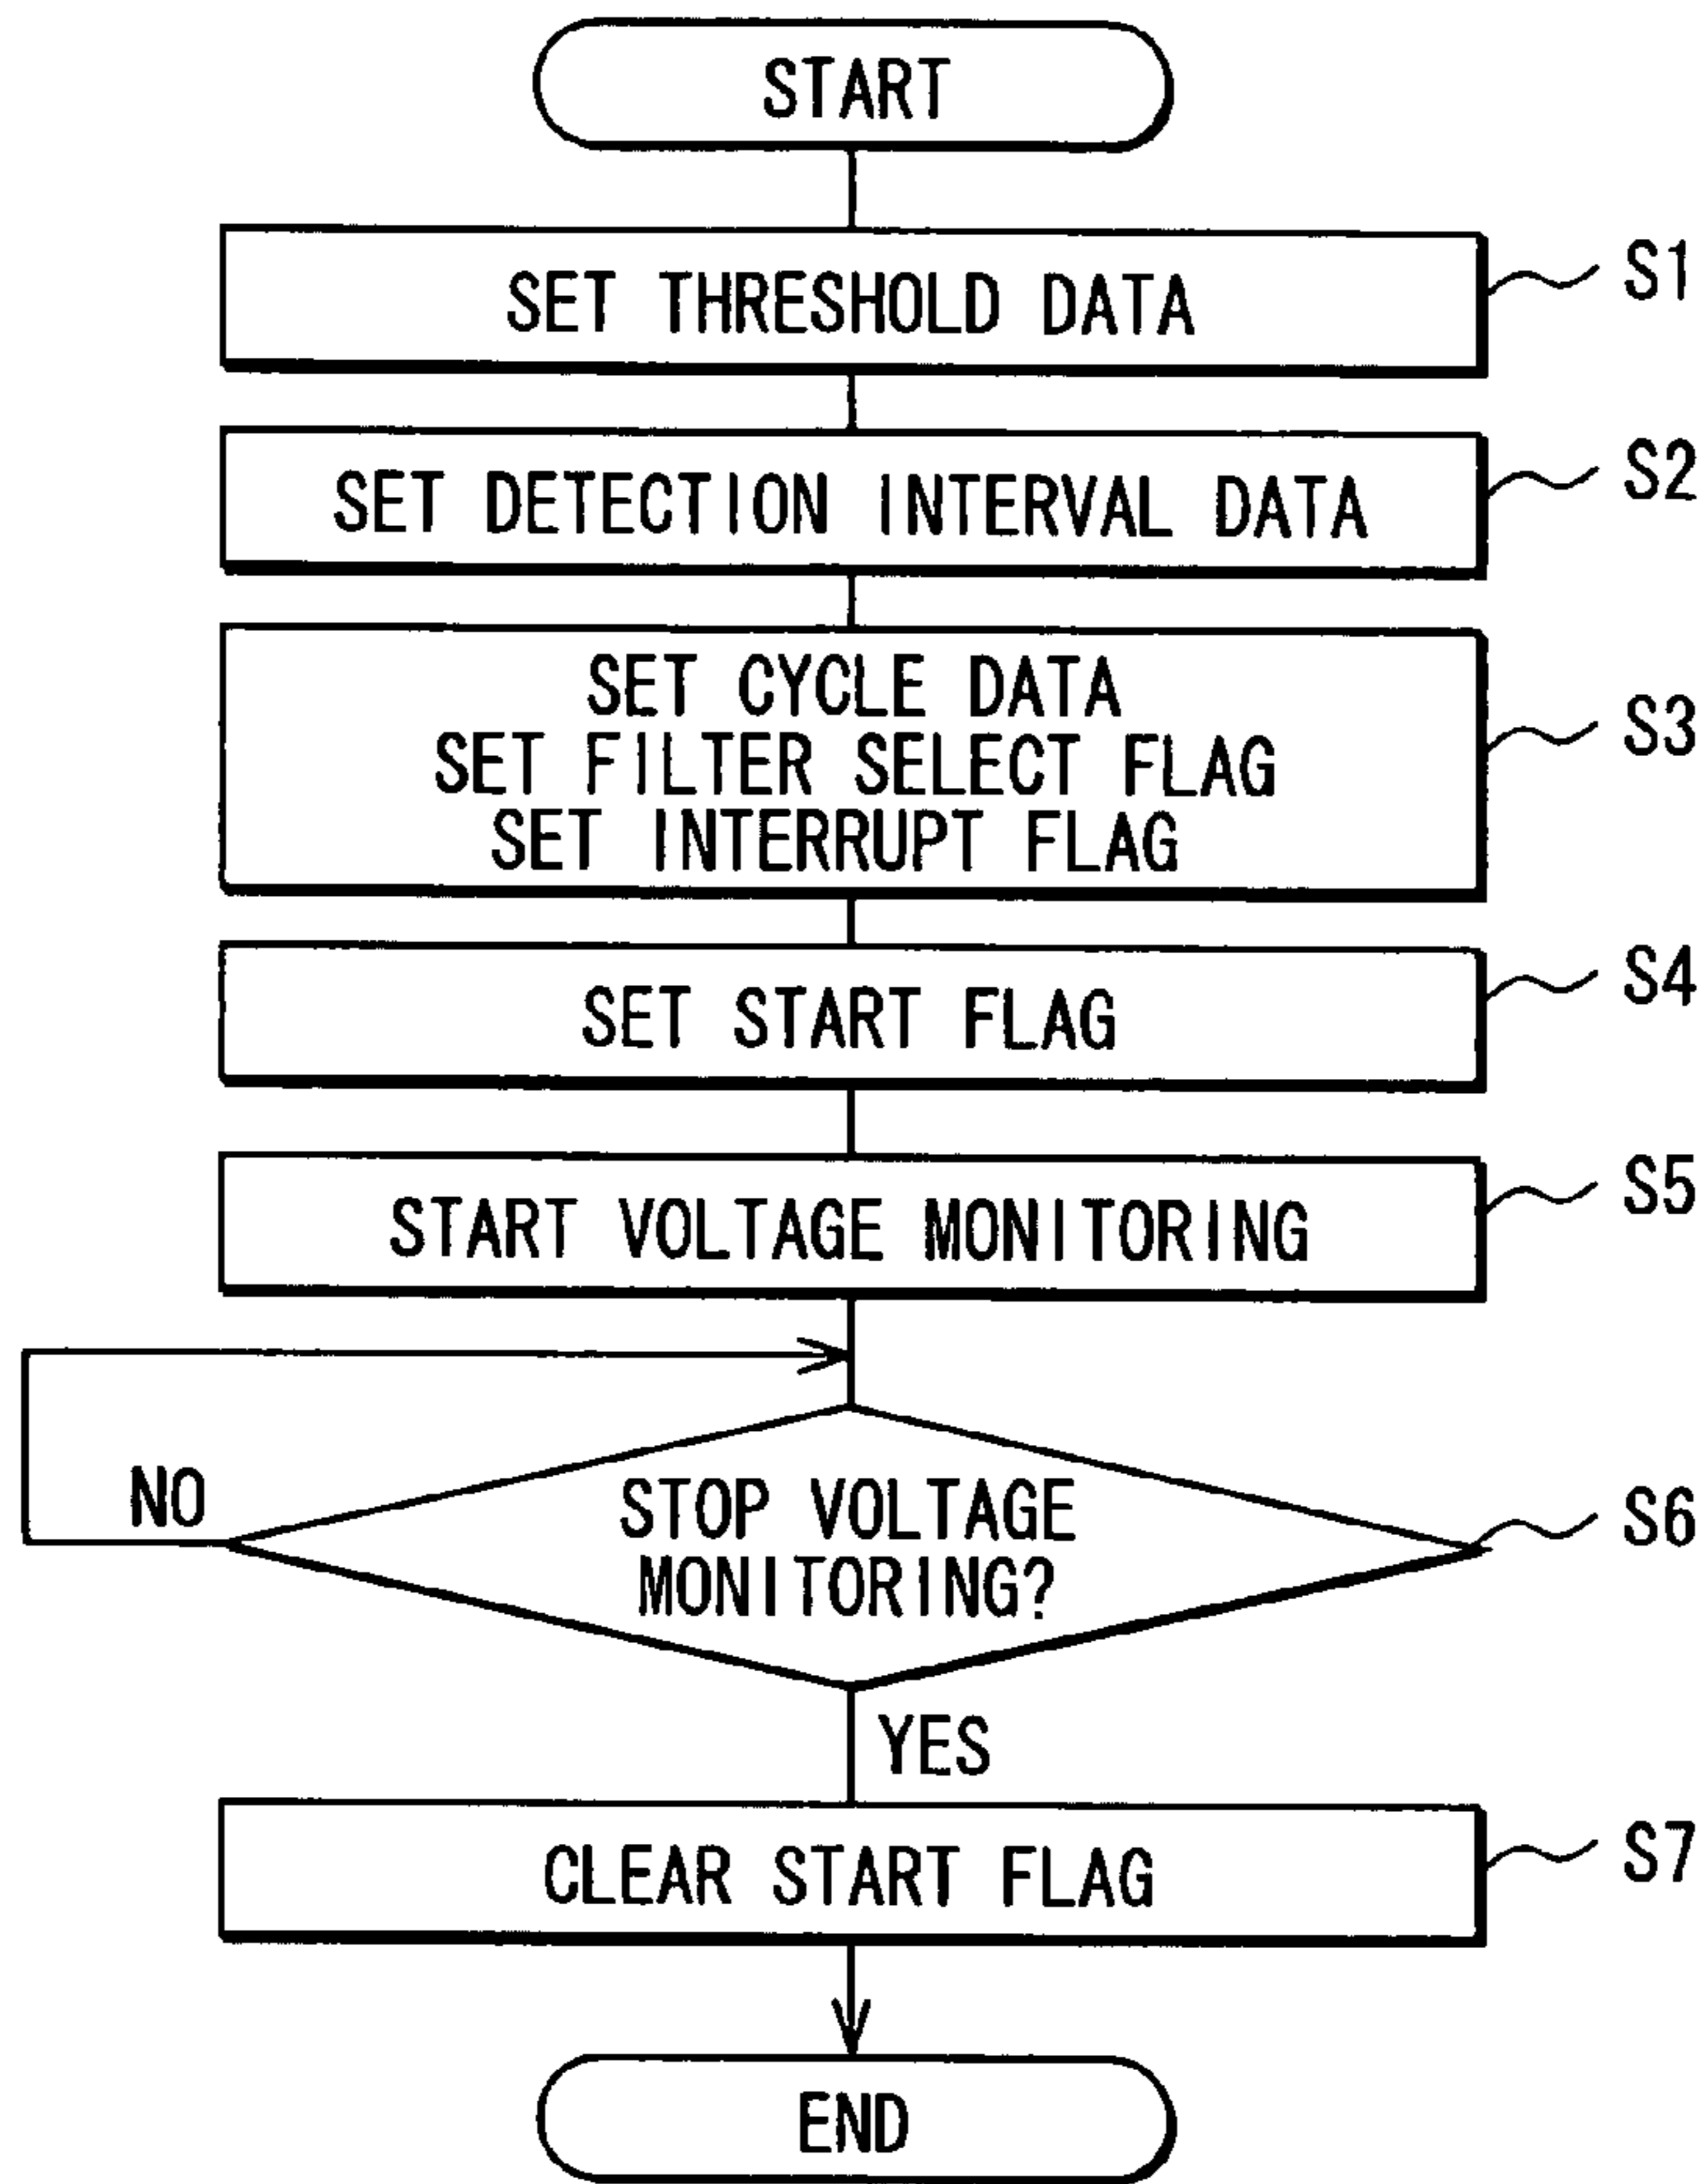 START
SET THRESHOLD DATA
S1
SET DETECTION INTERVAL DATA
S2
SET CYCLE DATA
SET FILTER SELECT FLAG
SET INTERRUPT FLAG
S3
SET START FLAG
S4
START VOLTAGE MONITORING
S5
NO
STOP VOLTAGE
MONITORING?
S6
YES
CLEAR START FLAG
S7
END